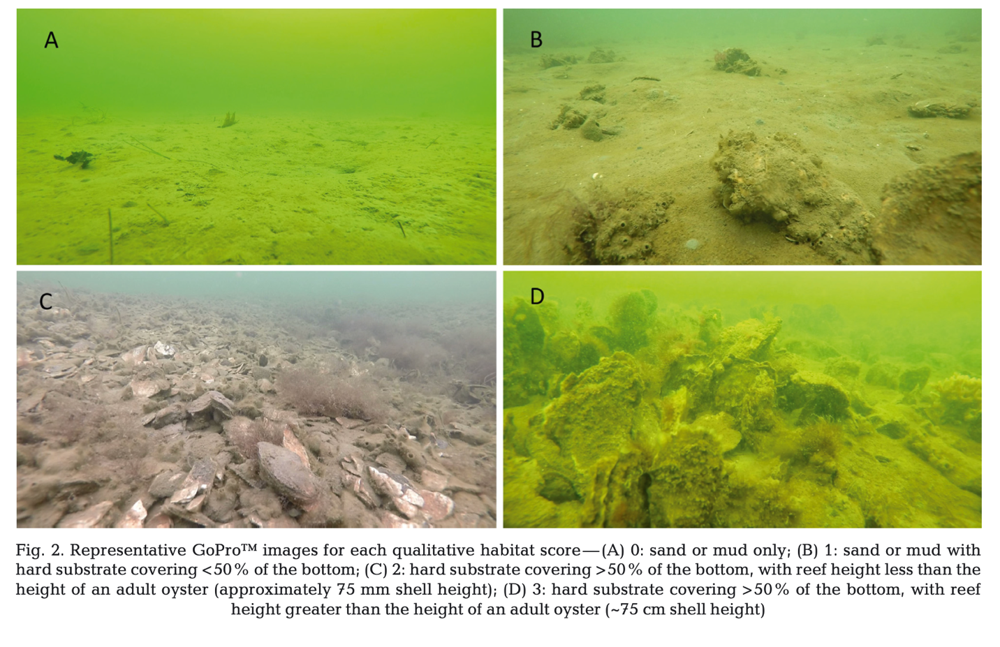 A
B
C
D
Fig. 2. Representative GoPro™ images for each qualitative habitat score—(A) 0: sand or mud only; (B) 1: sand or mud with
hard substrate covering <50% of the bottom; (C) 2: hard substrate covering >50% of the bottom, with reef height less than the
height of an adult oyster (approximately 75 mm shell height); (D) 3: hard substrate covering >50% of the bottom, with reef
height greater than the height of an adult oyster (~75 cm shell height)